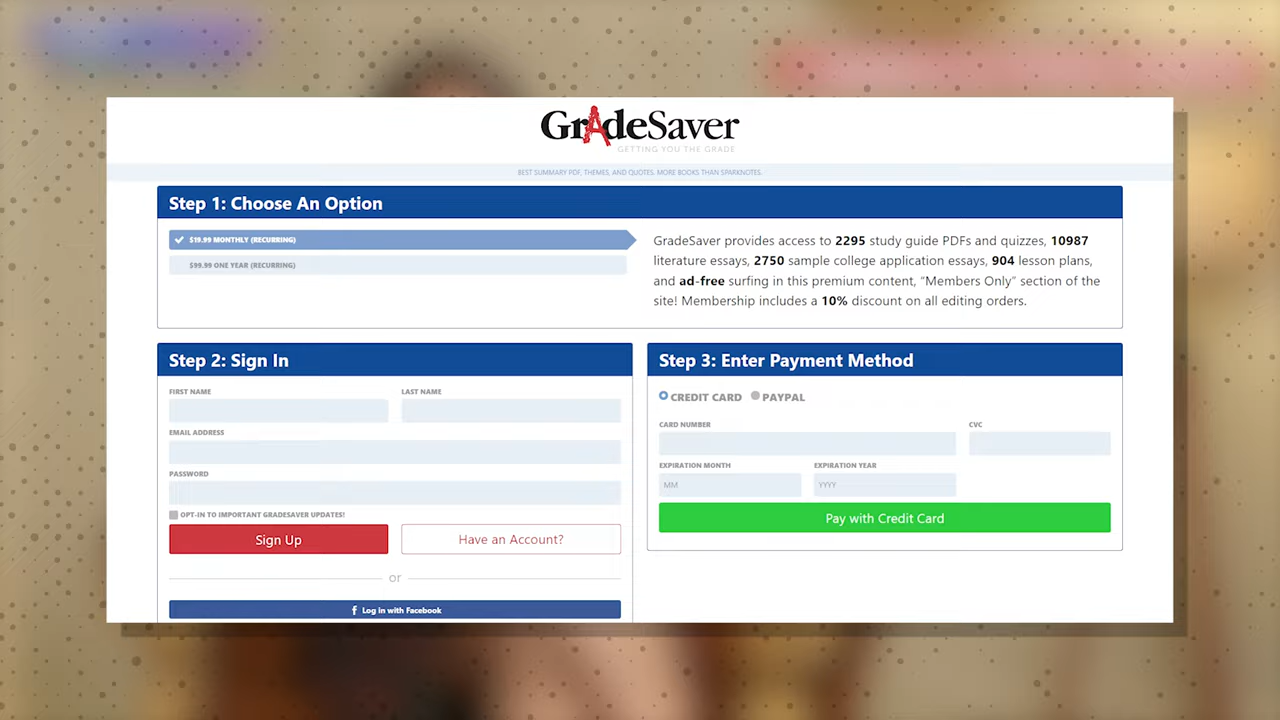 GrAdeSaver
GETTING YOU THE GRADE
BEST SUMMARY PDF, THEMES, AND QUOTES. MORE BOOKS THAN SPARKNOTES.
Step 1: Choose An Option
$19.99 MONTHLY (RECURRING)
$99.99 ONE YEAR (RECURRING)
GradeSaver provides access to 2295 study guide PDFs and quizzes, 10987
literature essays, 2750 sample college application essays, 904 lesson plans,
and ad-free surfing in this premium content, “Members Only” section of the
site! Membership includes a 10% discount on all editing orders.
Step 2: Sign In
FIRST NAME
LAST NAME
EMAIL ADDRESS
PASSWORD
OPT-IN TO IMPORTANT GRADESAVER UPDATES!
Sign Up
Have an Account?
or
f Log in with Facebook
Step 3: Enter Payment Method
CREDIT CARD
PAYPAL
CARD NUMBER
CVC
EXPIRATION MONTH
EXPIRATION YEAR
MM
YYYY
Pay with Credit Card